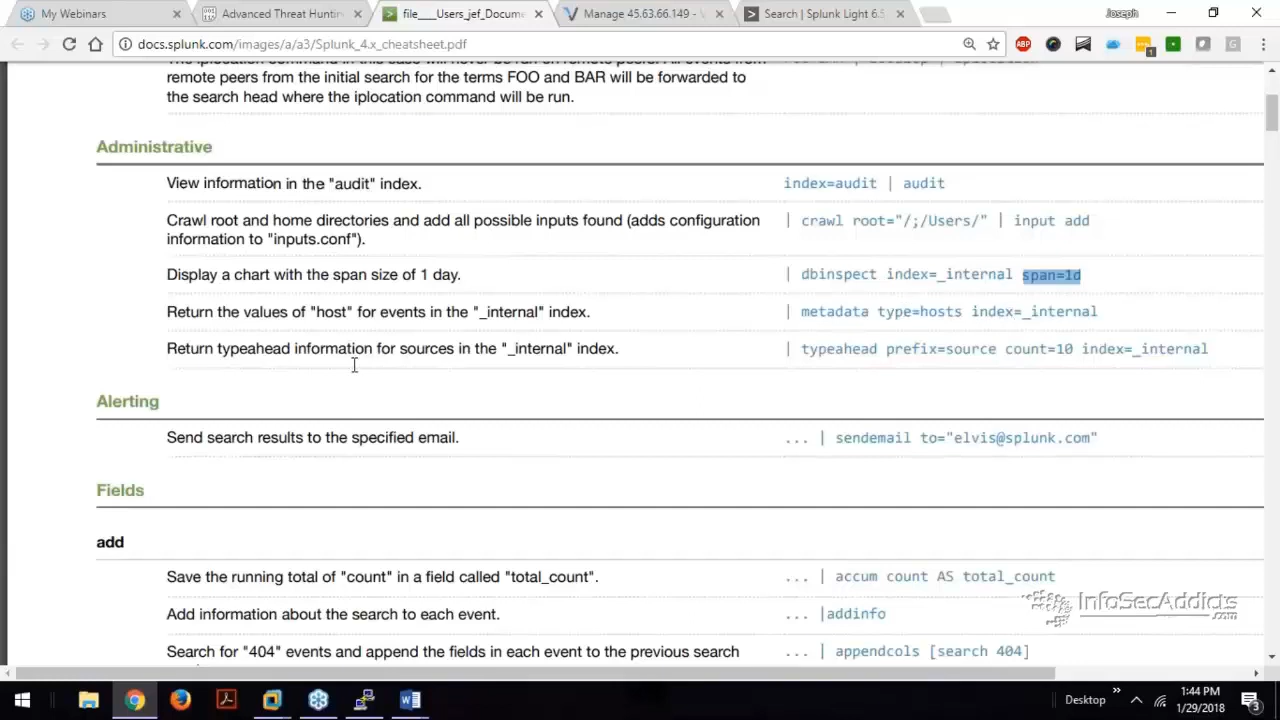 My Webinars
Advanced Threat Huntin
file____Users_jef_Docume
Manage 45.63.66.149 - V
Search | Splunk Light 6.5
Joseph
docs.splunk.com/images/a/a3/Splunk_4.x_cheatsheet.pdf
remote peers from the initial search for the terms FOO and BAR will be forwarded to
the search head where the iplocation command will be run.
Administrative
View information in the "audit" index. index=audit | audit
Crawl root and home directories and add all possible inputs found (adds configuration | crawl root="/;/Users/" | input add
information to "inputs.conf").
Display a chart with the span size of 1 day. | dbinspect index=_internal span=1d
Return the values of "host" for events in the "_internal" index. | metadata type=hosts index=_internal
Return typeahead information for sources in the "_internal" index. | typeahead prefix=source count=10 index=_internal
Alerting
Send search results to the specified email. ... | sendemail to="elvis@splunk.com"
Fields
add
Save the running total of "count" in a field called "total_count". ... | accum count AS total_count
InfoSecAddicts
.com
Add information about the search to each event. ... |addinfo
Search for "404" events and append the fields in each event to the previous search ... | appendcols [search 404]
Desktop
1:44 PM
1/29/2018
3